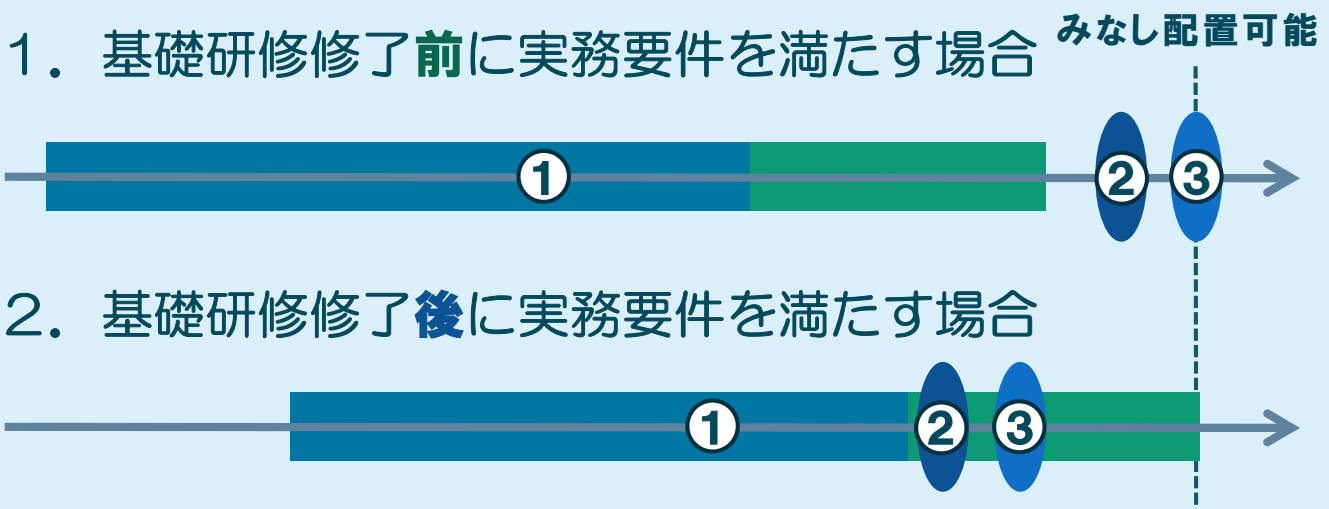 みなし配置可能
１．基礎研修修了前に実務要件を満たす場合
① ② ③
２．基礎研修修了後に実務要件を満たす場合
① ② ③